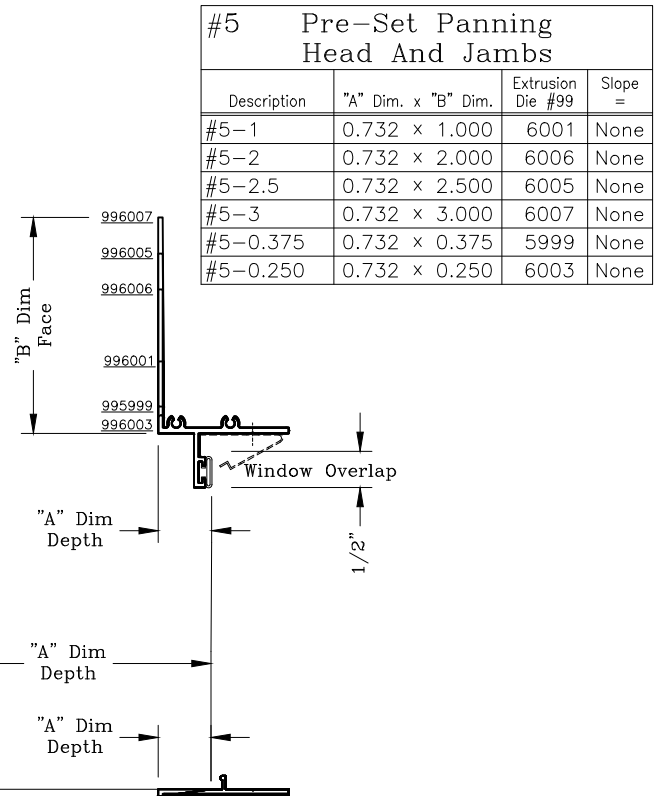 #5 Pre-Set Panning
Head And Jambs
Description "A" Dim. x "B" Dim. Extrusion Die #99 Slope =
#5-1 0.732 × 1.000 6001 None
#5-2 0.732 × 2.000 6006 None
#5-2.5 0.732 × 2.500 6005 None
#5-3 0.732 × 3.000 6007 None
#5-0.375 0.732 × 0.375 5999 None
#5-0.250 0.732 × 0.250 6003 None
996007
996005
996006
996001
995999
996003
"B" Dim
Face
Window Overlap
1/2"
"A" Dim
Depth
"A" Dim
Depth
"A" Dim
Depth